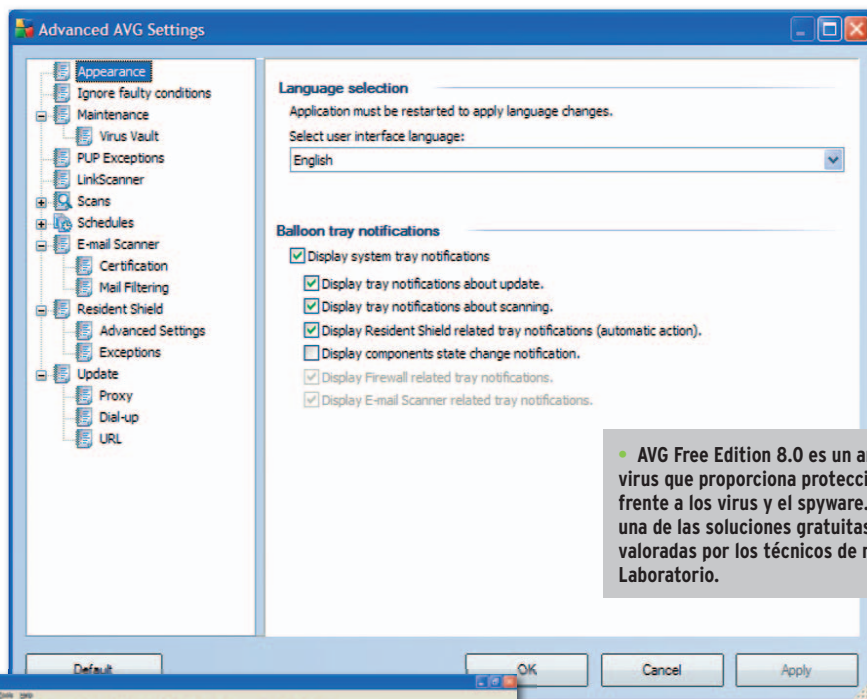 Advanced AVG Settings
Appearance
Ignore faulty conditions
Maintenance
Virus Vault
PUP Exceptions
LinkScanner
Scans
Schedules
E-mail Scanner
Certification
Mail Filtering
Resident Shield
Advanced Settings
Exceptions
Update
Proxy
Dial-up
URL
Language selection
Application must be restarted to apply language changes.
Select user interface language:
English
Balloon tray notifications
Display system tray notifications
Display tray notifications about update.
Display tray notifications about scanning.
Display Resident Shield related tray notifications (automatic action).
Display components state change notification.
Display Firewall related tray notifications.
Display E-mail Scanner related tray notifications.
• AVG Free Edition 8.0 es un
virus que proporciona
frente a los virus y el spyware.
una de las soluciones gratuitas
valoradas por los técnicos de
Laboratorio.
Default
OK
Cancel
Apply